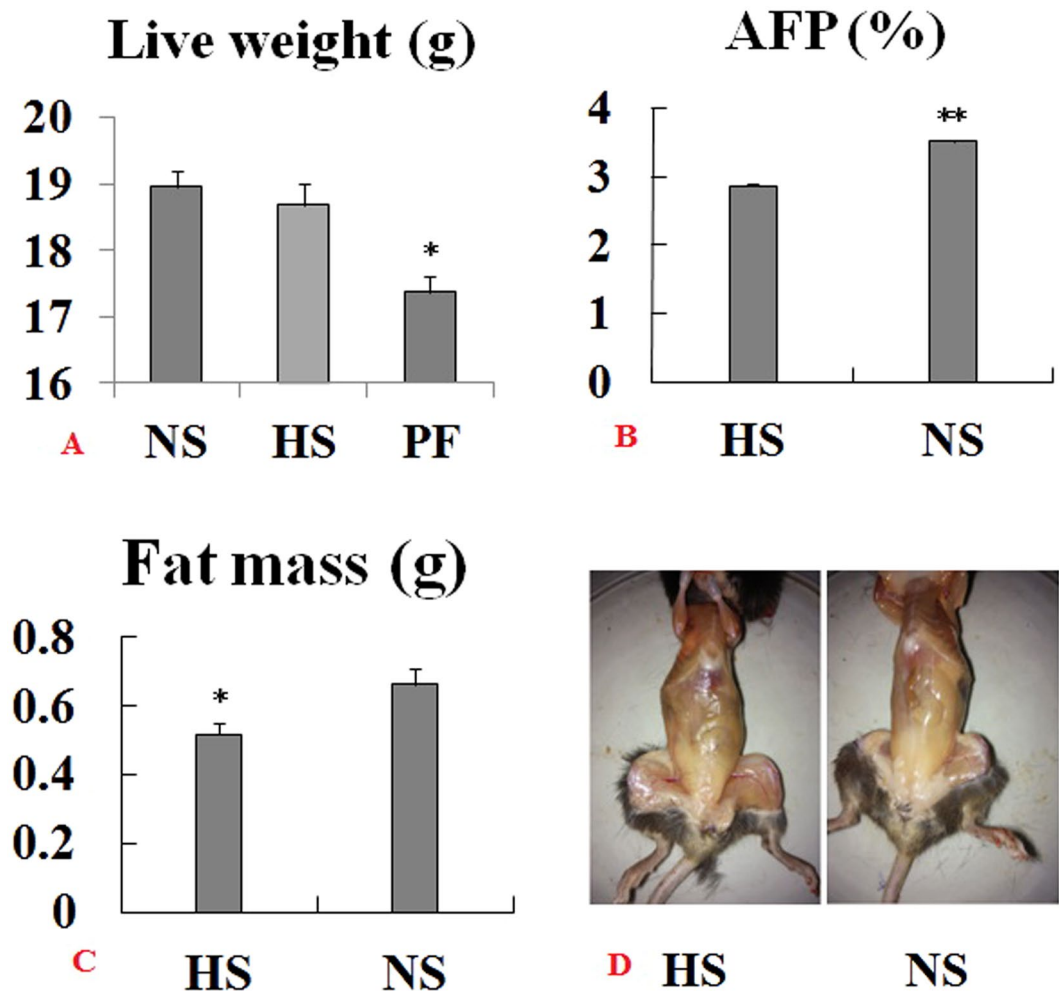 Live weight (g)
20
19
18
17
16
*
NS HS PF
A
AFP (%)
4
3
2
1
0
**
HS NS
B
Fat mass (g)
0.8
0.6
0.4
0.2
0
*
HS NS
C
D HS NS